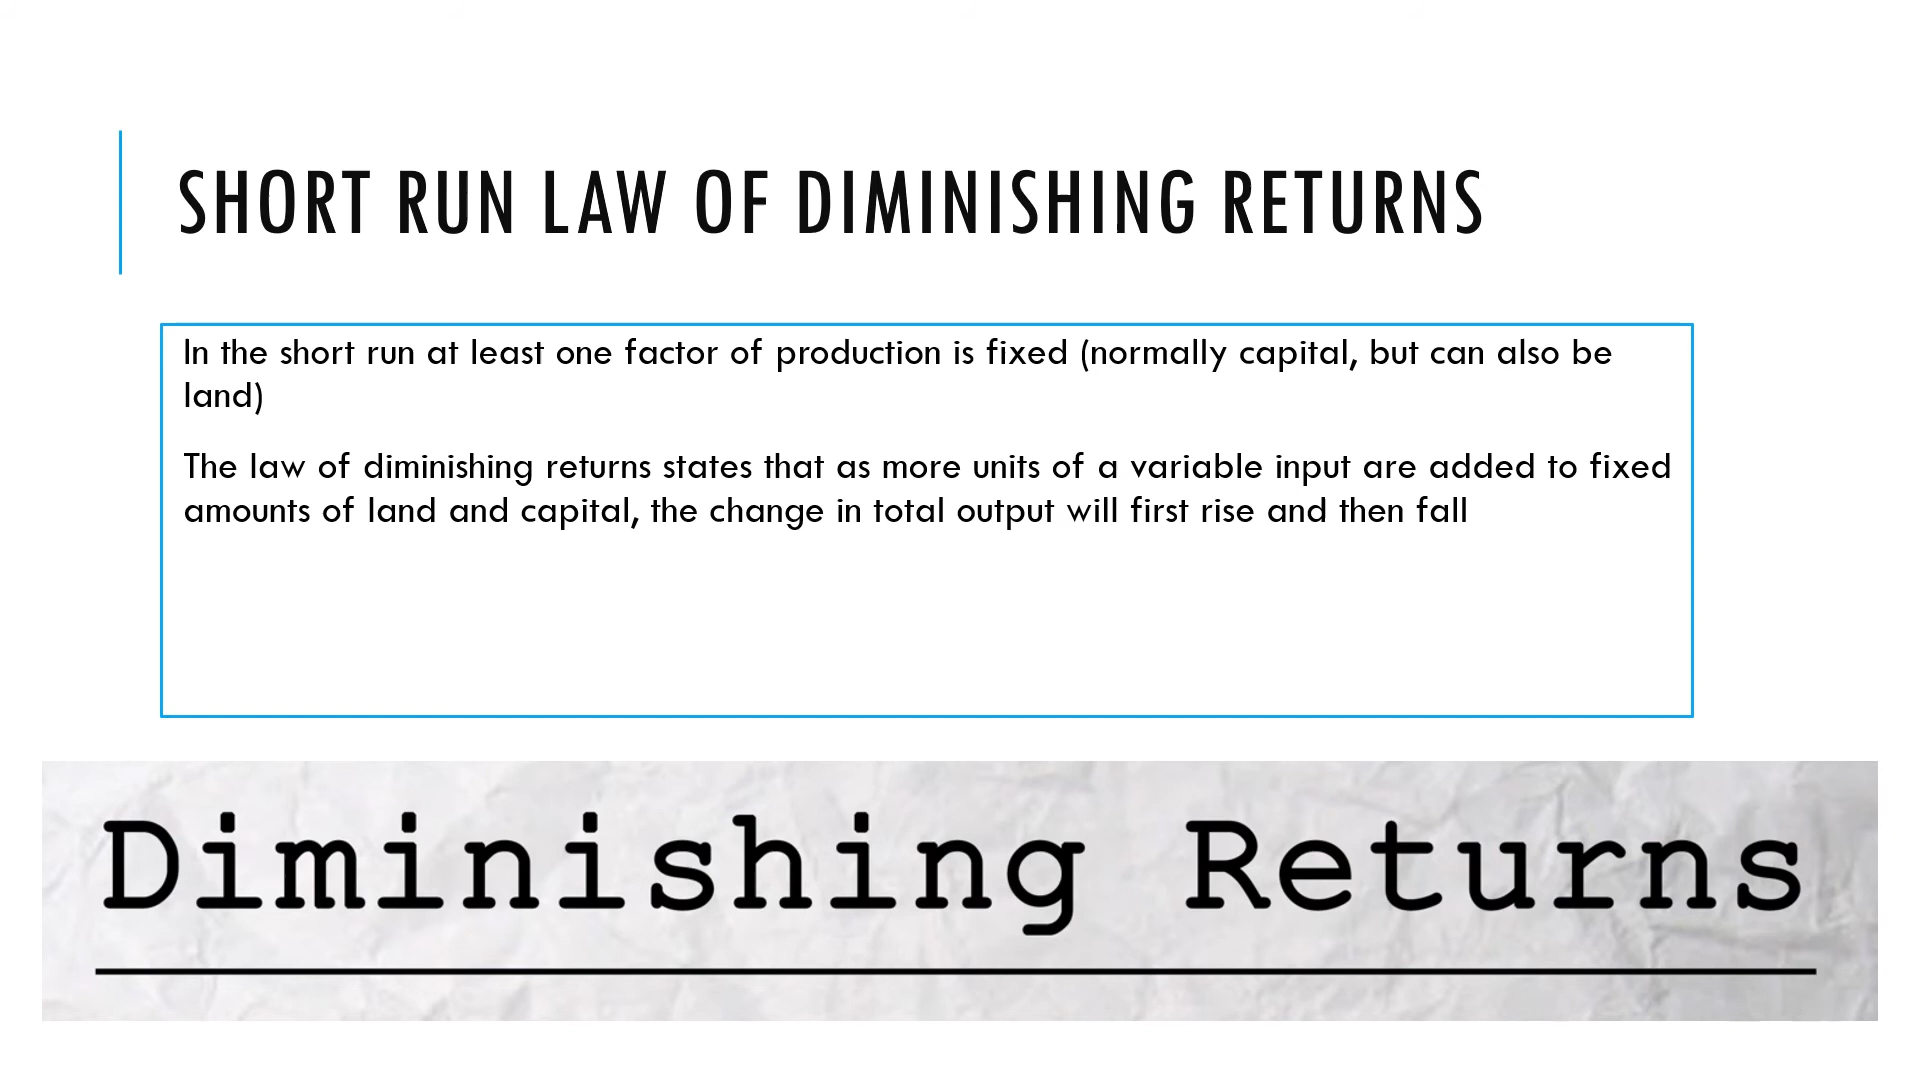 SHORT RUN LAW OF DIMINISHING RETURNS
In the short run at least one factor of production is fixed (normally capital, but can also be
land)
The law of diminishing returns states that as more units of a variable input are added to fixed
amounts of land and capital, the change in total output will first rise and then fall
Diminishing Returns